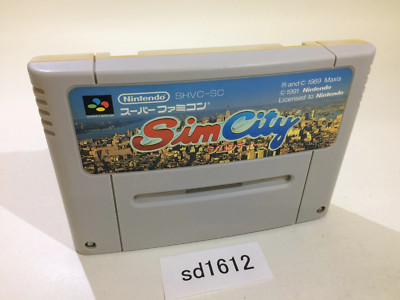 Nintendo SHVC-SC
スーパーファミコン
® and © 1989 Maxis
© 1991 Nintendo
Licensed to Nintendo
SimCity
シムシティー
sd1612